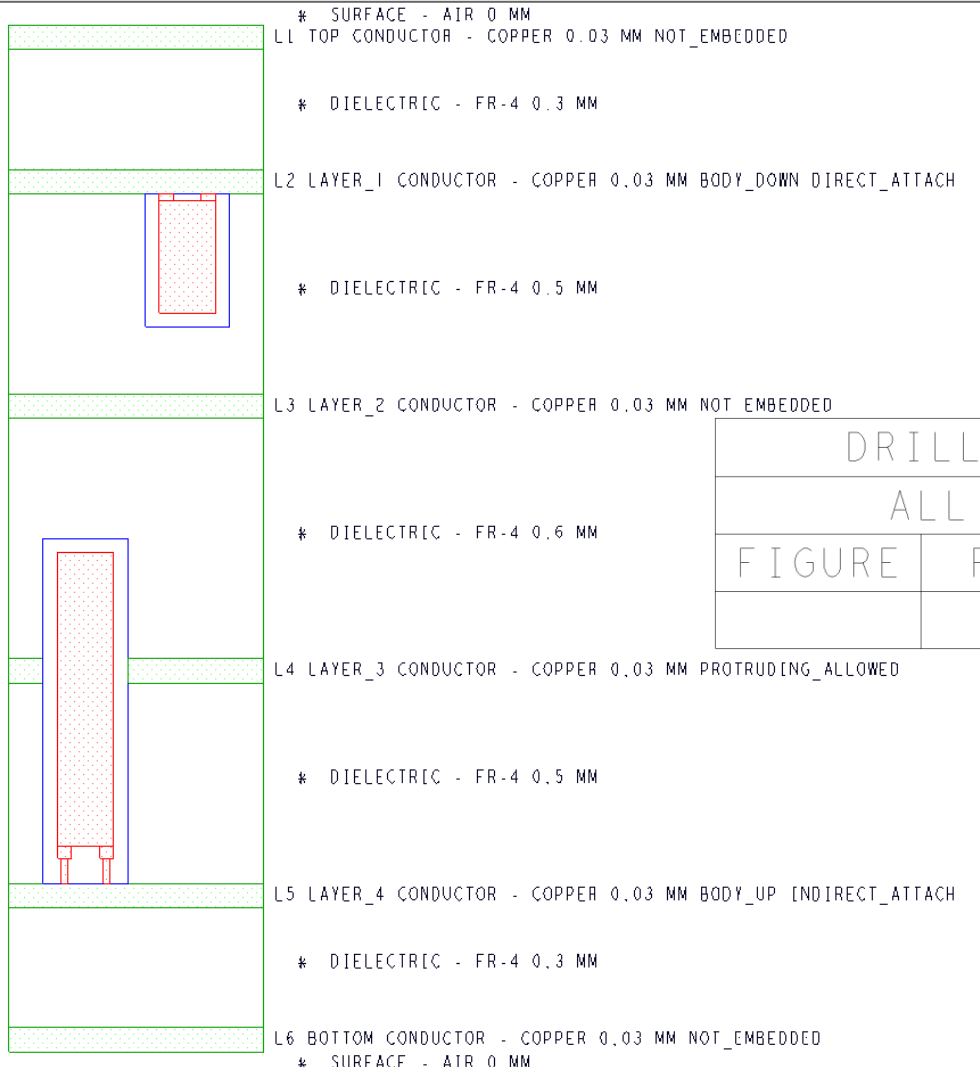 * SURFACE - AIR 0 MM
L1 TOP CONDUCTOR - COPPER 0.03 MM NOT_EMBEDDED
* DIELECTRIC - FR-4 0.3 MM
L2 LAYER_1 CONDUCTOR - COPPER 0.03 MM BODY_DOWN DIRECT_ATTACH
* DIELECTRIC - FR-4 0.5 MM
L3 LAYER_2 CONDUCTOR - COPPER 0.03 MM NOT_EMBEDDED
DRILL
ALL
* DIELECTRIC - FR-4 0.6 MM
FIGURE
L4 LAYER_3 CONDUCTOR - COPPER 0.03 MM PROTRUDING_ALLOWED
* DIELECTRIC - FR-4 0.5 MM
L5 LAYER_4 CONDUCTOR - COPPER 0.03 MM BODY_UP INDIRECT_ATTACH
* DIELECTRIC - FR-4 0.3 MM
L6 BOTTOM CONDUCTOR - COPPER 0.03 MM NOT_EMBEDDED
* SURFACE - AIR 0 MM